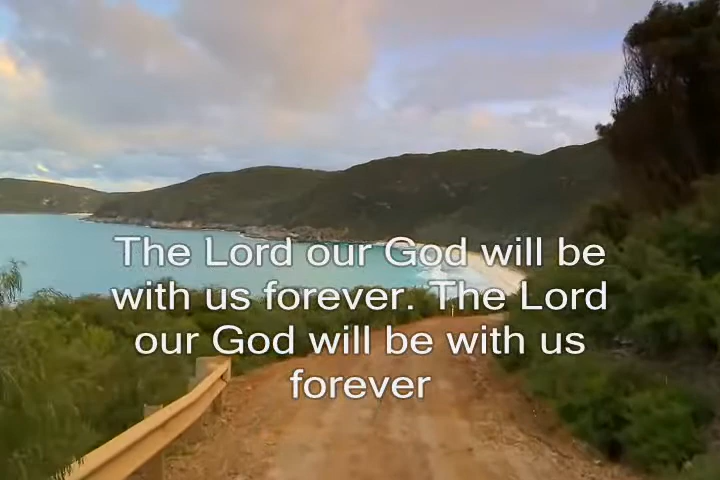 The Lord our God will be
with us forever. The Lord
our God will be with us
forever